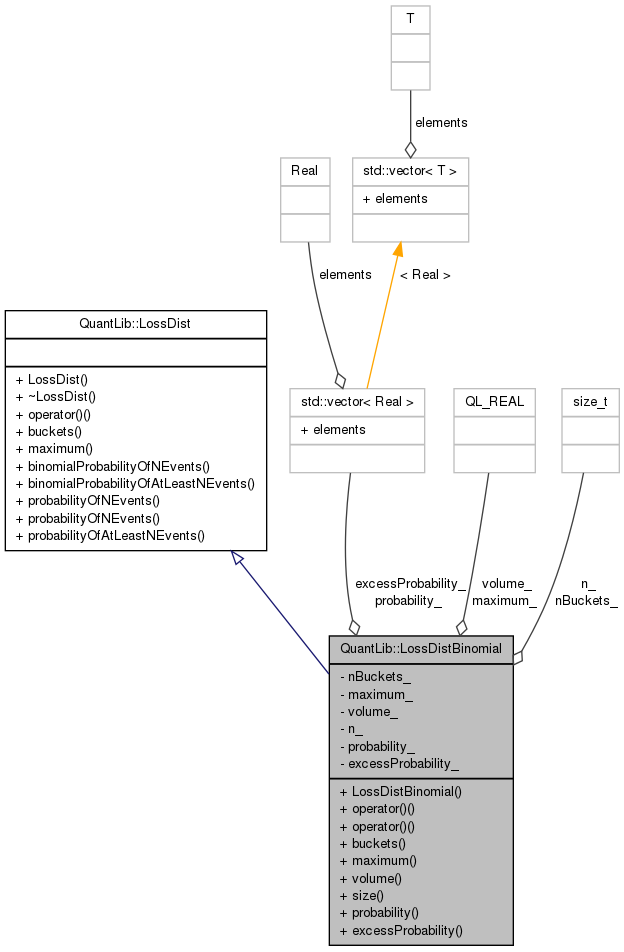 T
elements
std::vector< T >
+ elements
Real
elements
< Real >
QuantLib::LossDist
+ LossDist()
+ ~LossDist()
+ operator()()
+ buckets()
+ maximum()
+ binomialProbabilityOfNEvents()
+ binomialProbabilityOfAtLeastNEvents()
+ probabilityOfNEvents()
+ probabilityOfNEvents()
+ probabilityOfAtLeastNEvents()
std::vector< Real >
+ elements
QL_REAL
size_t
excessProbability_
probability_
volume_
maximum_
n_
nBuckets_
QuantLib::LossDistBinomial
- nBuckets_
- maximum_
- volume_
- n_
- probability_
- excessProbability_
+ LossDistBinomial()
+ operator()()
+ operator()()
+ buckets()
+ maximum()
+ volume()
+ size()
+ probability()
+ excessProbability()